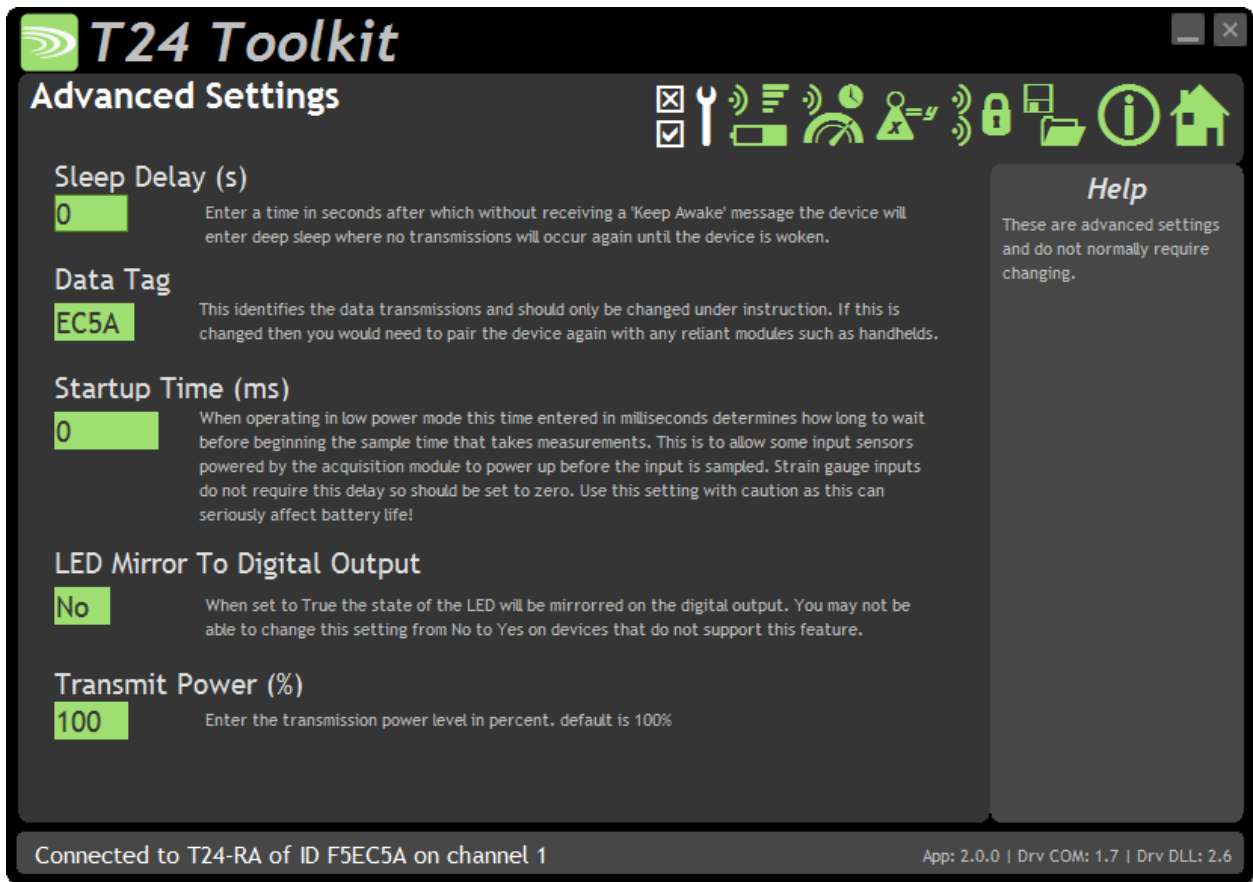 T24 Toolkit
Advanced Settings
x=y
Sleep Delay (s)
0
Enter a time in seconds after which without receiving a 'Keep Awake' message the device will
enter deep sleep where no transmissions will occur again until the device is woken.
Data Tag
EC5A
This identifies the data transmissions and should only be changed under instruction. If this is
changed then you would need to pair the device again with any reliant modules such as handhelds.
Startup Time (ms)
0
When operating in low power mode this time entered in milliseconds determines how long to wait
before beginning the sample time that takes measurements. This is to allow some input sensors
powered by the acquisition module to power up before the input is sampled. Strain gauge inputs
do not require this delay so should be set to zero. Use this setting with caution as this can
seriously affect battery life!
LED Mirror To Digital Output
No
When set to True the state of the LED will be mirrorred on the digital output. You may not be
able to change this setting from No to Yes on devices that do not support this feature.
Transmit Power (%)
100
Enter the transmission power level in percent. default is 100%
Help
These are advanced settings
and do not normally require
changing.
Connected to T24-RA of ID F5EC5A on channel 1
App: 2.0.0 | Drv COM: 1.7 | Drv DLL: 2.6